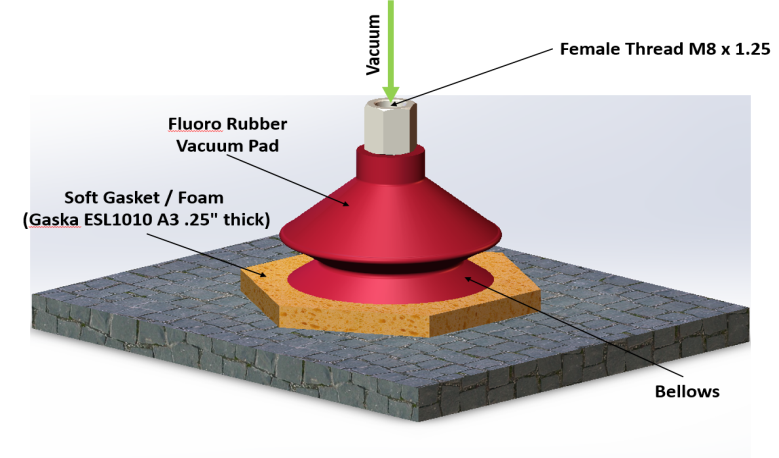 Vacuum
Female Thread M8 x 1.25
Fluoro Rubber
Vacuum Pad
Soft Gasket / Foam
(Gaska ESL1010 A3 .25" thick)
Bellows